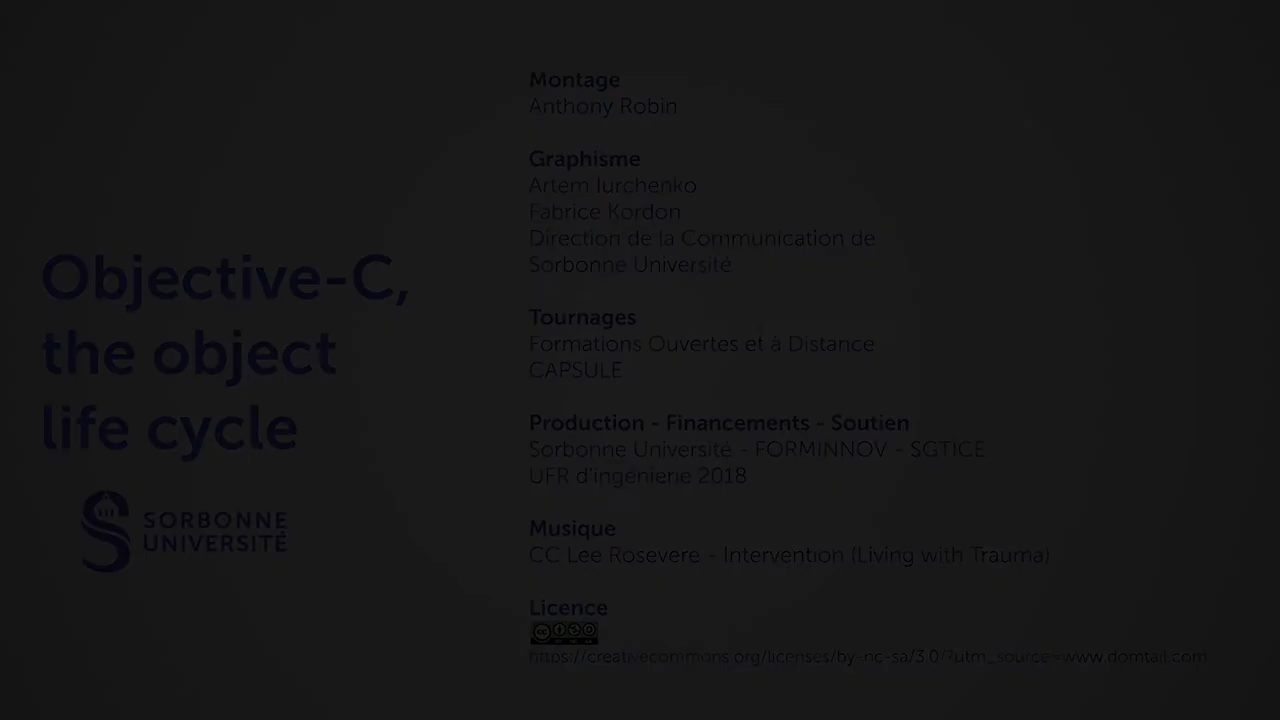 Objective-C,
the object
life cycle
SORBONNE
UNIVERSITÉ
Montage
Anthony Robin
Graphisme
Artem Iurchenko
Fabrice Kordon
Direction de la Communication de
Sorbonne Université
Tournages
Formations Ouvertes et à Distance
CAPSULE
Production - Financements - Soutien
Sorbonne Université - FORMINNOV - SGTICE
UFR d'ingénierie 2018
Musique
CC Lee Rosevere - Intervention (Living with Trauma)
Licence
https://creativecommons.org/licenses/by-nc-sa/3.0/?utm_source=www.domtail.com